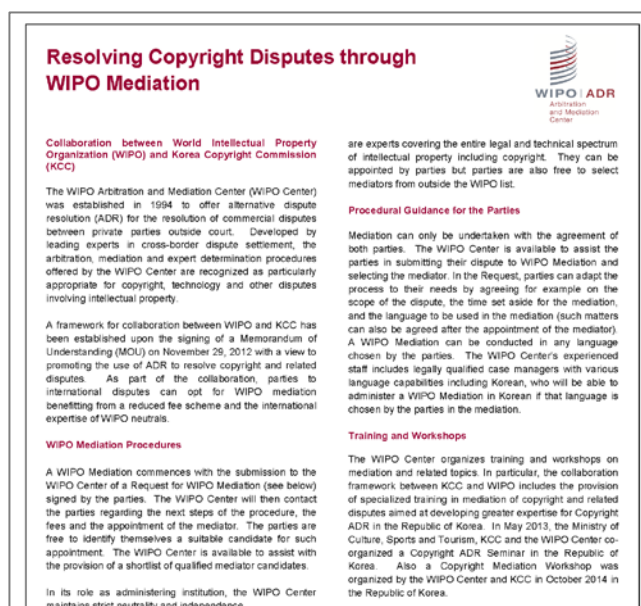 Resolving Copyright Disputes through
WIPO Mediation
WIPO | ADR
Arbitration
and Mediation
Center
Collaboration between World Intellectual Property
Organization (WIPO) and Korea Copyright Commission
(KCC)
The WIPO Arbitration and Mediation Center (WIPO Center)
was established in 1994 to offer alternative dispute
resolution (ADR) for the resolution of commercial disputes
between private parties outside court. Developed by
leading experts in cross-border dispute settlement, the
arbitration, mediation and expert determination procedures
offered by the WIPO Center are recognized as particularly
appropriate for copyright, technology and other disputes
involving intellectual property.
A framework for collaboration between WIPO and KCC has
been established upon the signing of a Memorandum of
Understanding (MOU) on November 29, 2012 with a view to
promoting the use of ADR to resolve copyright and related
disputes. As part of the collaboration, parties to
international disputes can opt for WIPO mediation
benefitting from a reduced fee scheme and the international
expertise of WIPO neutrals.
WIPO Mediation Procedures
A WIPO Mediation commences with the submission to the
WIPO Center of a Request for WIPO Mediation (see below)
signed by the parties. The WIPO Center will then contact
the parties regarding the next steps of the procedure, the
fees and the appointment of the mediator. The parties are
free to identify themselves a suitable candidate for such
appointment. The WIPO Center is available to assist with
the provision of a shortlist of qualified mediator candidates.
In its role as administering institution, the WIPO Center
maintains strict neutrality and independence.
are experts covering the entire legal and technical spectrum
of intellectual property including copyright. They can be
appointed by parties but parties are also free to select
mediators from outside the WIPO list.
Procedural Guidance for the Parties
Mediation can only be undertaken with the agreement of
both parties. The WIPO Center is available to assist the
parties in submitting their dispute to WIPO Mediation and
selecting the mediator. In the Request, parties can adapt the
process to their needs by agreeing for example on the
scope of the dispute, the time set aside for the mediation,
and the language to be used in the mediation (such matters
can also be agreed after the appointment of the mediator).
A WIPO Mediation can be conducted in any language
chosen by the parties. The WIPO Center's experienced
staff includes legally qualified case managers with various
language capabilities including Korean, who will be able to
administer a WIPO Mediation in Korean if that language is
chosen by the parties in the mediation.
Training and Workshops
The WIPO Center organizes training and workshops on
mediation and related topics. In particular, the collaboration
framework between KCC and WIPO includes the provision
of specialized training in mediation of copyright and related
disputes aimed at developing greater expertise for Copyright
ADR in the Republic of Korea. In May 2013, the Ministry of
Culture, Sports and Tourism, KCC and the WIPO Center co-
organized a Copyright ADR Seminar in the Republic of
Korea. Also a Copyright Mediation Workshop was
organized by the WIPO Center and KCC in October 2014 in
the Republic of Korea.